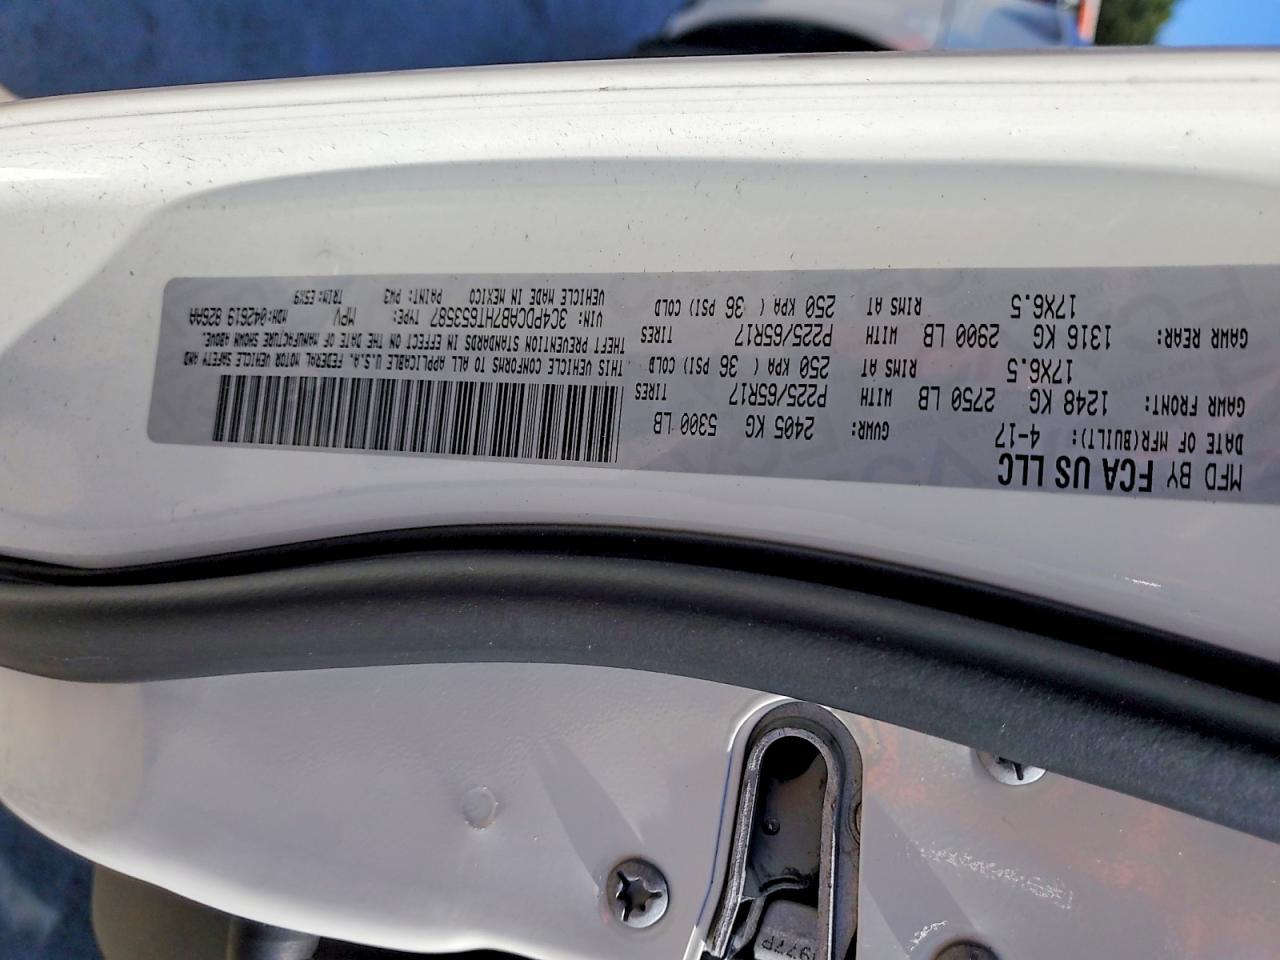 MFD BY FCA US LLC
DATE OF MFR(BUILT): 4-17 GVWR: 2405 KG 5300 LB
GAWR FRONT: 1248 KG 2750 LB WITH P225/65R17 TIRES
17X6.5 RIMS AT 250 KPA ( 36 PSI) COLD
GAWR REAR: 1316 KG 2900 LB WITH P225/65R17 TIRES
17X6.5 RIMS AT 250 KPA ( 36 PSI) COLD
THIS VEHICLE CONFORMS TO ALL APPLICABLE U.S.A. FEDERAL MOTOR VEHICLE SAFETY AND
THEFT PREVENTION STANDARDS IN EFFECT ON THE DATE OF MANUFACTURE SHOWN ABOVE.
VIN: 3C4PDCAB7HT653587 TYPE: MPV MDH:042619 826AA
VEHICLE MADE IN MEXICO PAINT: PW3 TRIM:E5X9